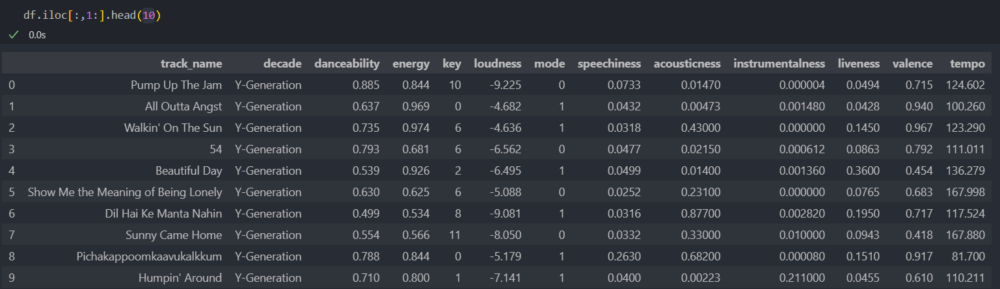 df.iloc[:,1:].head(10)
0.0s
track_name decade danceability energy key loudness mode speechiness acousticness instrumentalness liveness valence tempo
0 Pump Up The Jam Y-Generation 0.885 0.844 10 -9.225 0 0.0733 0.01470 0.000004 0.0494 0.715 124.602
1 All Outta Angst Y-Generation 0.637 0.969 0 -4.682 1 0.0432 0.00473 0.001480 0.0428 0.940 100.260
2 Walkin' On The Sun Y-Generation 0.735 0.974 6 -4.636 1 0.0318 0.43000 0.000000 0.1450 0.967 123.290
3 54 Y-Generation 0.793 0.681 6 -6.562 0 0.0477 0.02150 0.000612 0.0863 0.792 111.011
4 Beautiful Day Y-Generation 0.539 0.926 2 -6.495 1 0.0499 0.01400 0.001360 0.3600 0.454 136.279
5 Show Me the Meaning of Being Lonely Y-Generation 0.630 0.625 6 -5.088 0 0.0252 0.23100 0.000000 0.0765 0.683 167.998
6 Dil Hai Ke Manta Nahin Y-Generation 0.499 0.534 8 -9.081 1 0.0316 0.87700 0.002820 0.1950 0.717 117.524
7 Sunny Came Home Y-Generation 0.554 0.566 11 -8.050 0 0.0332 0.33000 0.010000 0.0943 0.418 167.880
8 Pichakappoomkaavukalkkum Y-Generation 0.788 0.844 0 -5.179 1 0.2630 0.68200 0.000080 0.1510 0.917 81.700
9 Humpin' Around Y-Generation 0.710 0.800 1 -7.141 1 0.0400 0.00223 0.211000 0.0455 0.610 110.211